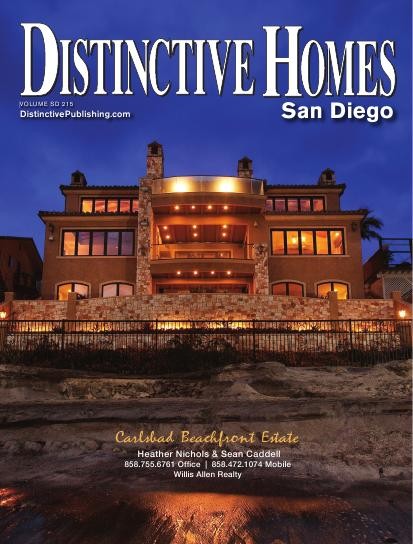 DISTINCTIVE HOMES
San Diego
VOLUME SD 215
DistinctivePublishing.com
Carlsbad Beachfront Estate
Heather Nichols & Sean Caddell
858.755.6761 Office | 858.472.1074 Mobile
Willis Allen Realty